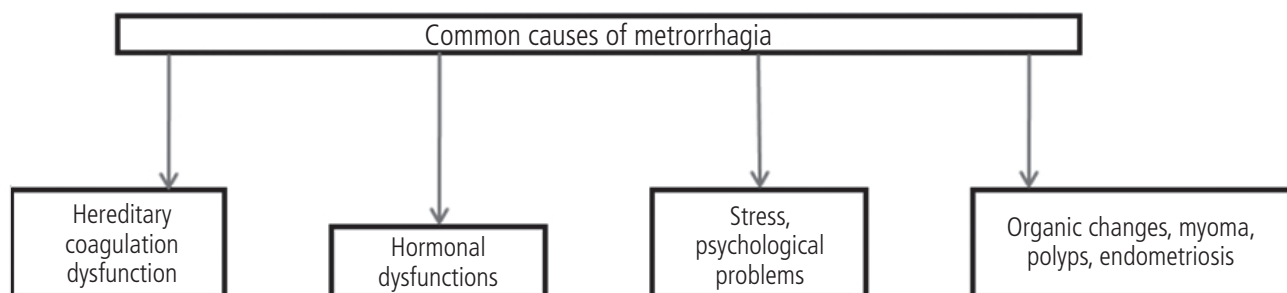 Common causes of metrorrhagia
Hereditary
coagulation
dysfunction
Hormonal
dysfunctions
Stress,
psychological
problems
Organic changes, myoma,
polyps, endometriosis